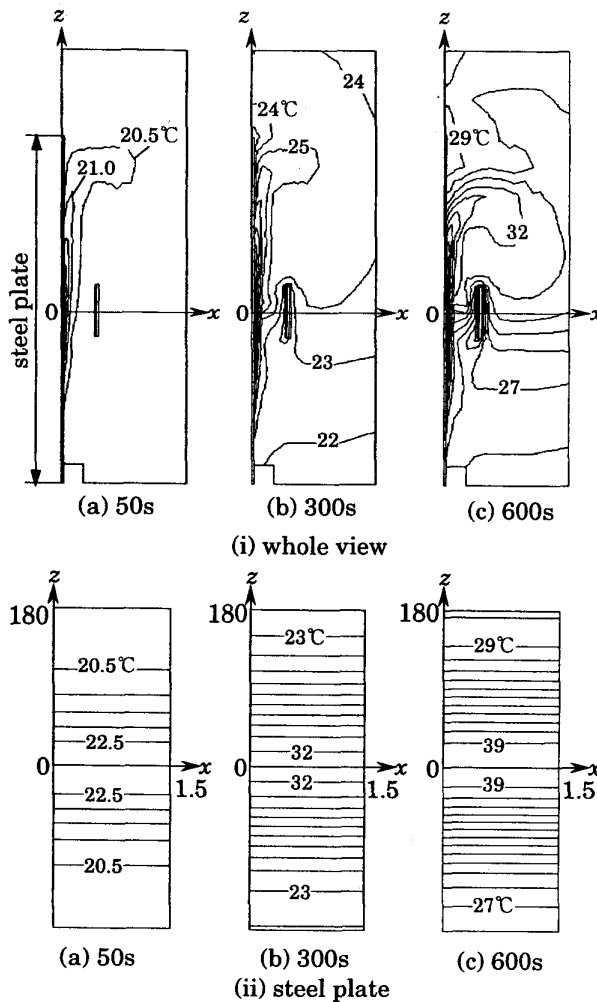 z z z
24
24℃
20.5℃ 25 29℃
21.0
32
steel plate
0 x 0 x 0 x
23 27
22
(a) 50s (b) 300s (c) 600s
(i) whole view
z z z
180 180 180
20.5℃ 23℃ 29℃
22.5 32 39
0 x 0 x 0 x
22.5 1.5 32 1.5 39 1.5
20.5 23 27℃
(a) 50s (b) 300s (c) 600s
(ii) steel plate